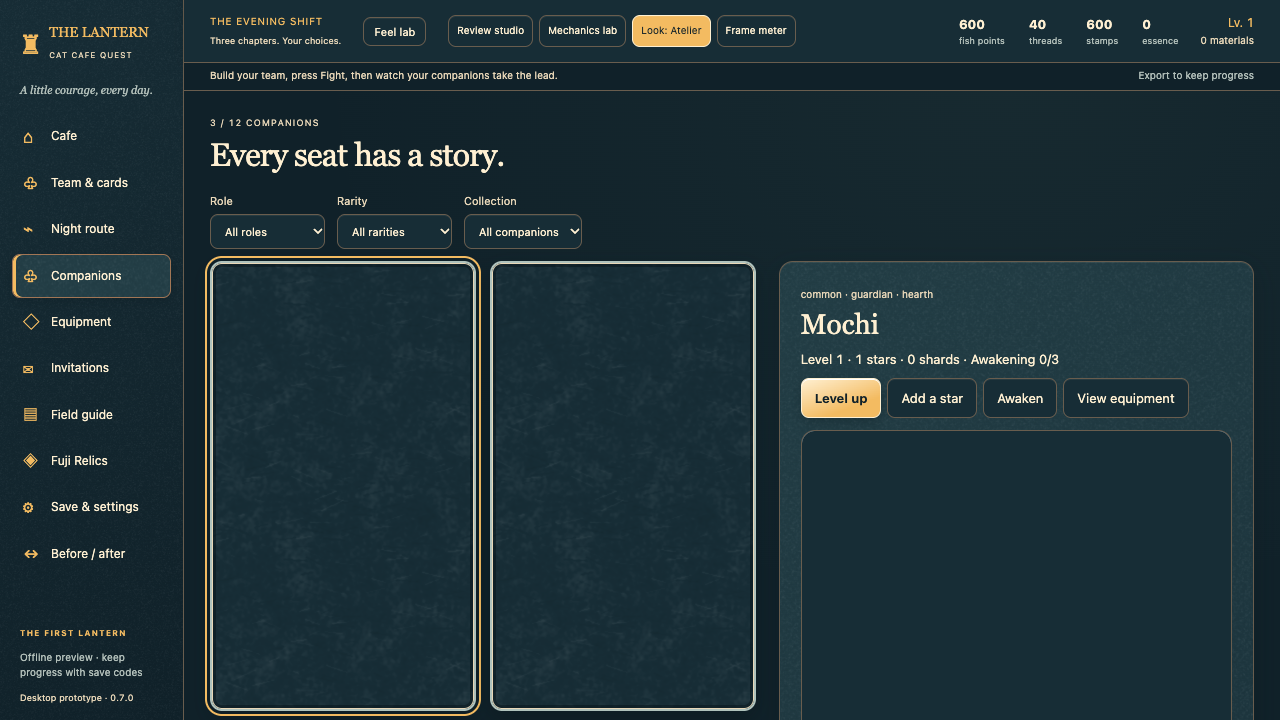 THE LANTERN
CAT CAFE QUEST
A little courage, every day.
Cafe
Team & cards
Night route
Companions
Equipment
Invitations
Field guide
Fuji Relics
Save & settings
Before / after
THE FIRST LANTERN
Offline preview · keep
progress with save codes
Desktop prototype · 0.7.0
THE EVENING SHIFT
Three chapters. Your choices.
Feel lab
Review studio
Mechanics lab
Look: Atelier
Frame meter
600
fish points
40
threads
600
stamps
0
essence
Lv. 1
0 materials
Build your team, press Fight, then watch your companions take the lead.
Export to keep progress
3 / 12 COMPANIONS
Every seat has a story.
Role
Rarity
Collection
All roles
All rarities
All companions
common · guardian · hearth
Mochi
Level 1 · 1 stars · 0 shards · Awakening 0/3
Level up
Add a star
Awaken
View equipment